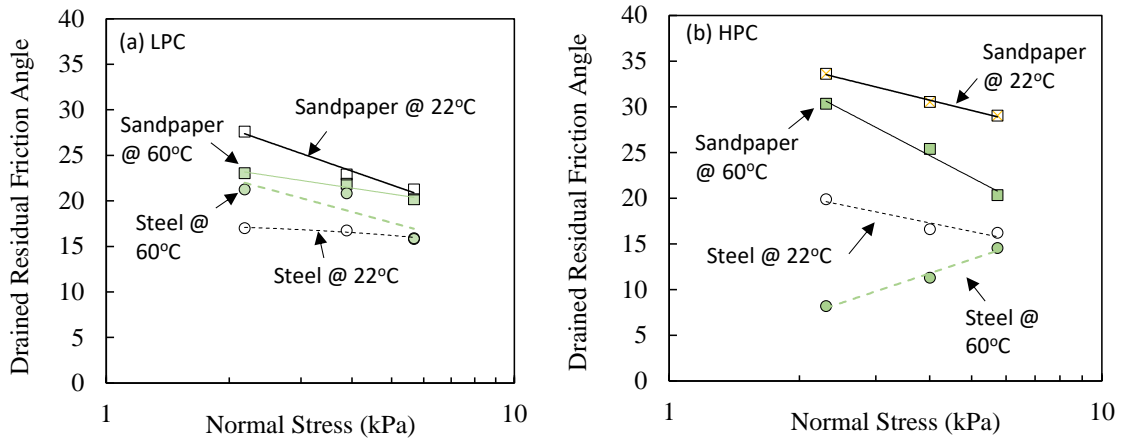 (a) LPC
Sandpaper @ 22°C
Sandpaper
@ 60°C
Steel @
60°C
Steel @ 22°C
Drained Residual Friction Angle
40
35
30
25
20
15
10
5
0
1
10
Normal Stress (kPa)
(b) HPC
Sandpaper
@ 22°C
Sandpaper
@ 60°C
Steel @ 22°C
Steel @
60°C
Drained Residual Friction Angle
40
35
30
25
20
15
10
5
0
1
10
Normal Stress (kPa)